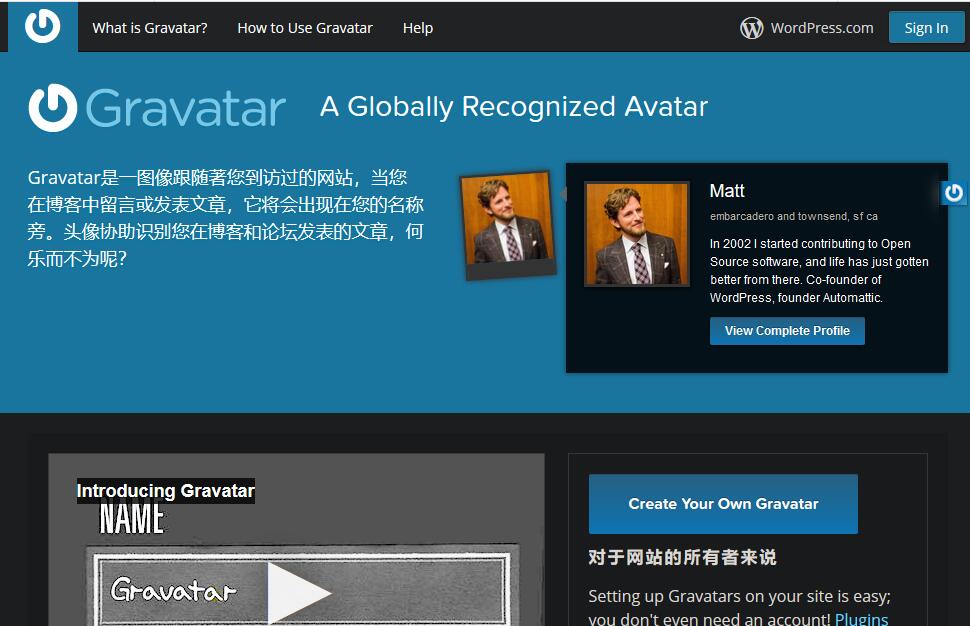 What is Gravatar?
How to Use Gravatar
Help
WordPress.com
Sign In
Gravatar
A Globally Recognized Avatar
Gravatar是一图像跟随著您到访过的网站，当您
在博客中留言或发表文章，它将会出现在您的名称
旁。头像协助识别您在博客和论坛发表的文章，何
乐而不为呢？
Matt
embarcadero and townsend, sf ca
In 2002 I started contributing to Open
Source software, and life has just gotten
better from there. Co-founder of
WordPress, founder Automattic.
View Complete Profile
Introducing Gravatar
NAME
Gravatar
Create Your Own Gravatar
对于网站的所有者来说
Setting up Gravatars on your site is easy;
you don't even need an account! Plugins